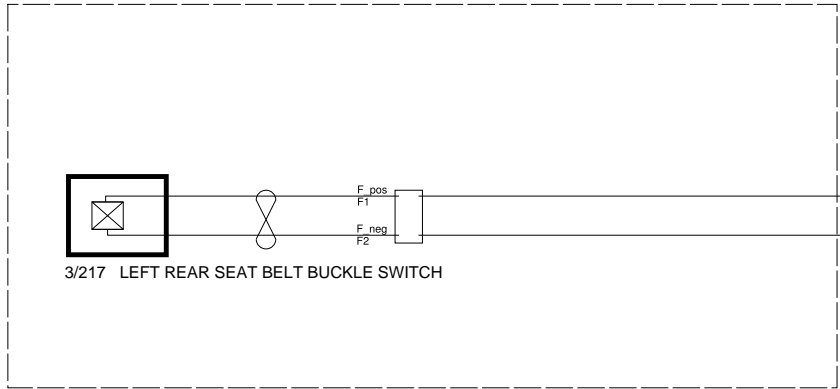 F_pos
F1
F_neg
F2
3/217 LEFT REAR SEAT BELT BUCKLE SWITCH